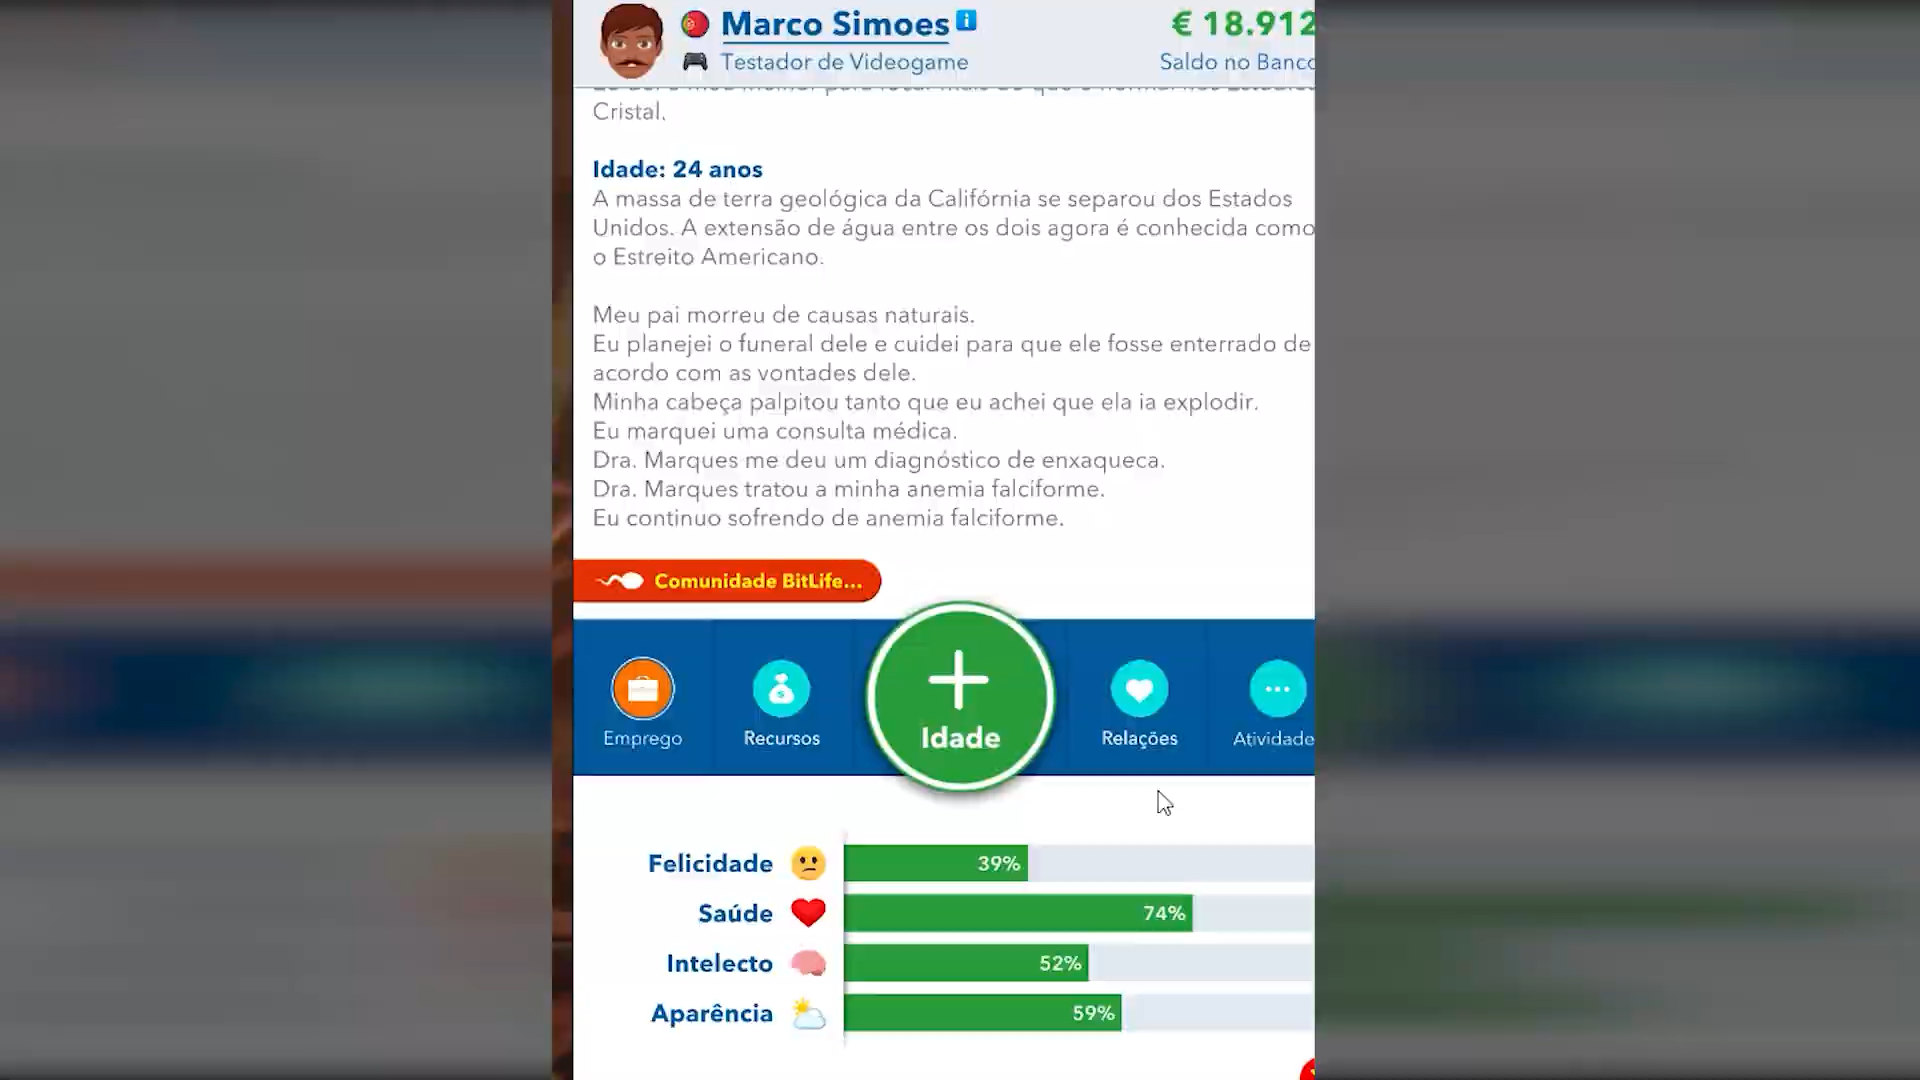 Marco Simoes
€ 18.912
Testador de Videogame
Saldo no Banco
Cristal.
Idade: 24 anos
A massa de terra geológica da Califórnia se separou dos Estados
Unidos. A extensão de água entre os dois agora é conhecida como
o Estreito Americano.
Meu pai morreu de causas naturais.
Eu planejei o funeral dele e cuidei para que ele fosse enterrado de
acordo com as vontades dele.
Minha cabeça palpitou tanto que eu achei que ela ia explodir.
Eu marquei uma consulta médica.
Dra. Marques me deu um diagnóstico de enxaqueca.
Dra. Marques tratou a minha anemia falciforme.
Eu continuo sofrendo de anemia falciforme.
Comunidade BitLife...
Emprego
Recursos
Idade
Relações
Atividade
Felicidade 39%
Saúde 74%
Intelecto 52%
Aparência 59%